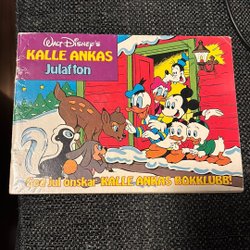 Walt Disney's
KALLE ANKAS
Julafton
God Jul önskar KALLE ANKAS BOKKLUBB!